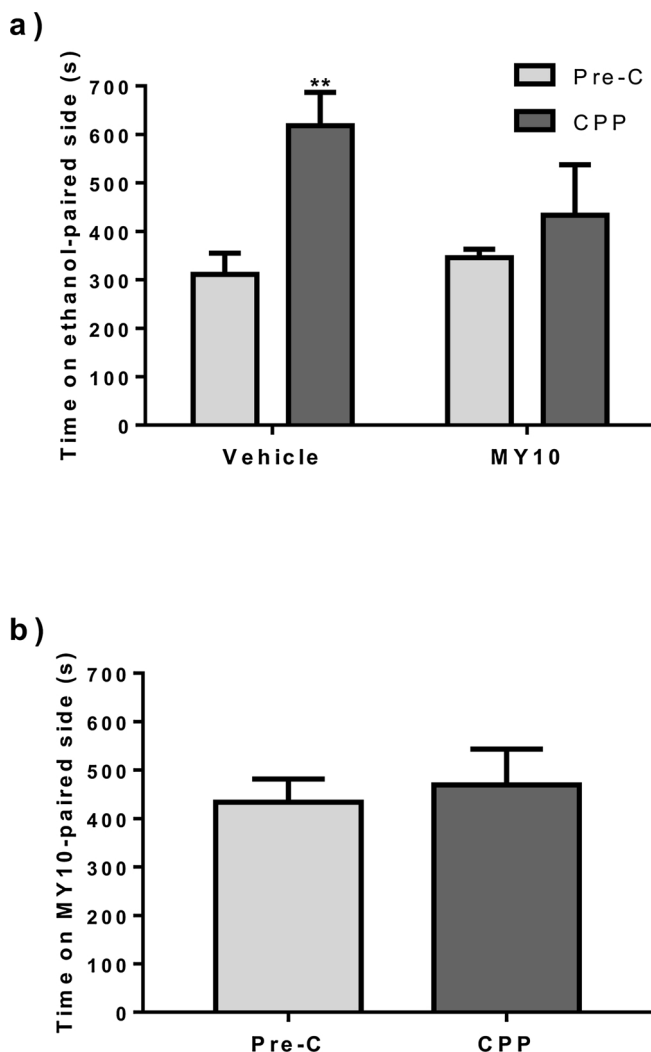 a)
Time on ethanol-paired side (s)
700
600
500
400
300
200
100
0
**
Pre-C
CPP
Vehicle MY10
b)
Time on MY10-paired side (s)
700
600
500
400
300
200
100
0
Pre-C CPP